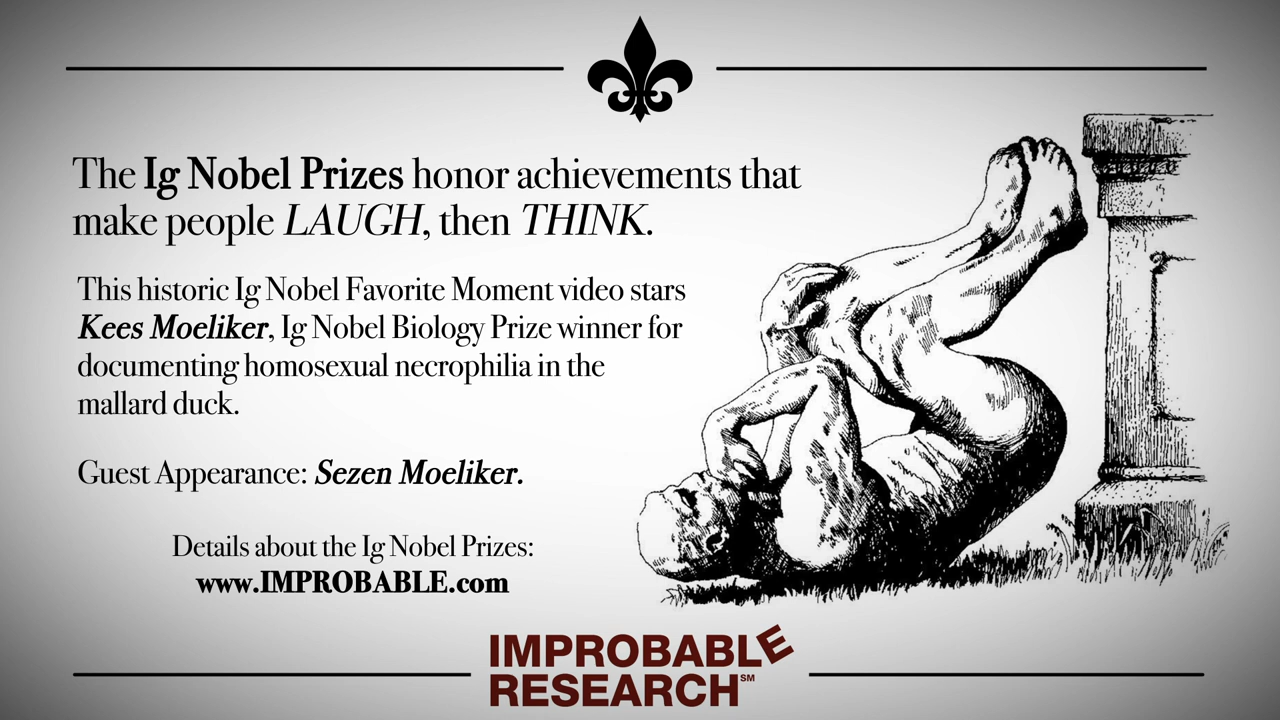 The Ig Nobel Prizes honor achievements that
make people LAUGH, then THINK.
This historic Ig Nobel Favorite Moment video stars
Kees Moeliker, Ig Nobel Biology Prize winner for
documenting homosexual necrophilia in the
mallard duck.
Guest Appearance: Sezen Moeliker.
Details about the Ig Nobel Prizes:
www.IMPROBABLE.com
IMPROBABLE
RESEARCH℠